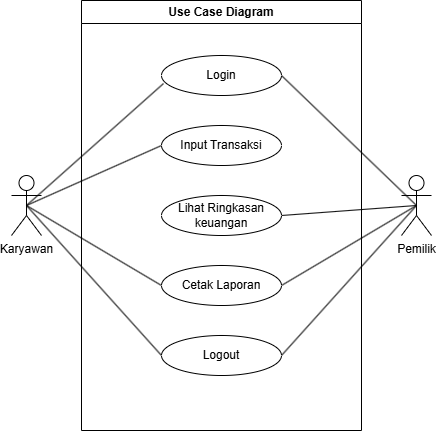 Use Case Diagram
Login
Input Transaksi
Lihat Ringkasan
keuangan
Karyawan
Pemilik
Cetak Laporan
Logout